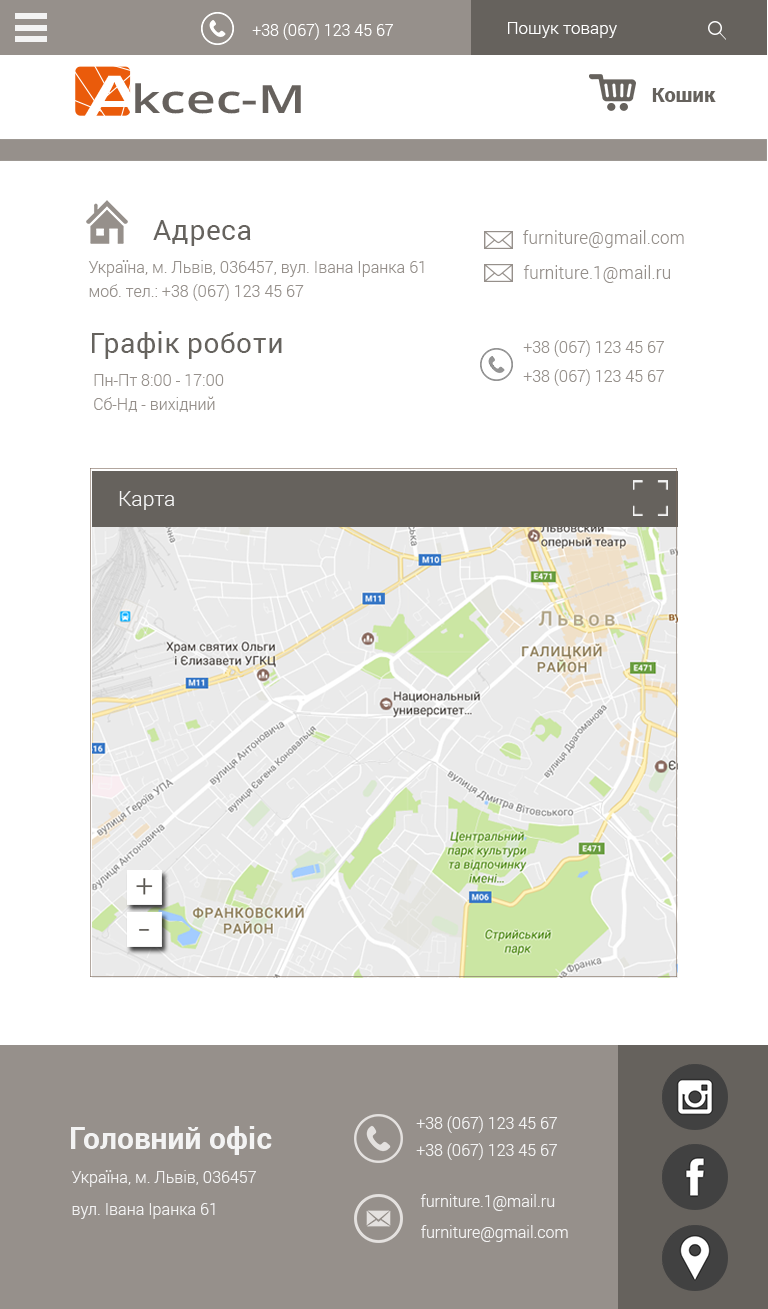 +38 (067) 123 45 67
Пошук товару
Аксес-М
Кошик
Адреса
Україна, м. Львів, 036457, вул. Івана Іранка 61
моб. тел.: +38 (067) 123 45 67
furniture@gmail.com
furniture.1@mail.ru
Графік роботи
Пн-Пт 8:00 - 17:00
Сб-Нд - вихідний
+38 (067) 123 45 67
+38 (067) 123 45 67
Карта
Львовский
оперный театр
M10
E471
M11
Львов
Храм святих Ольги
і Єлизавети УГКЦ
ГАЛИЦКИЙ
РАЙОН
E471
M11
Национальный
университет...
16
вулиця Антоновича
вулиця Євгена Коновальця
вулиця Драгоманова
вулиця Героїв УПА
вулиця Дмитра Вітовського
Центральний
парк культури
та відпочинку
імені...
E471
вулиця Антоновича
M06
+
-
ФРАНКОВСКИЙ
РАЙОН
Стрийський
парк
Франка
Головний офіс
Україна, м. Львів, 036457
вул. Івана Іранка 61
+38 (067) 123 45 67
+38 (067) 123 45 67
furniture.1@mail.ru
furniture@gmail.com